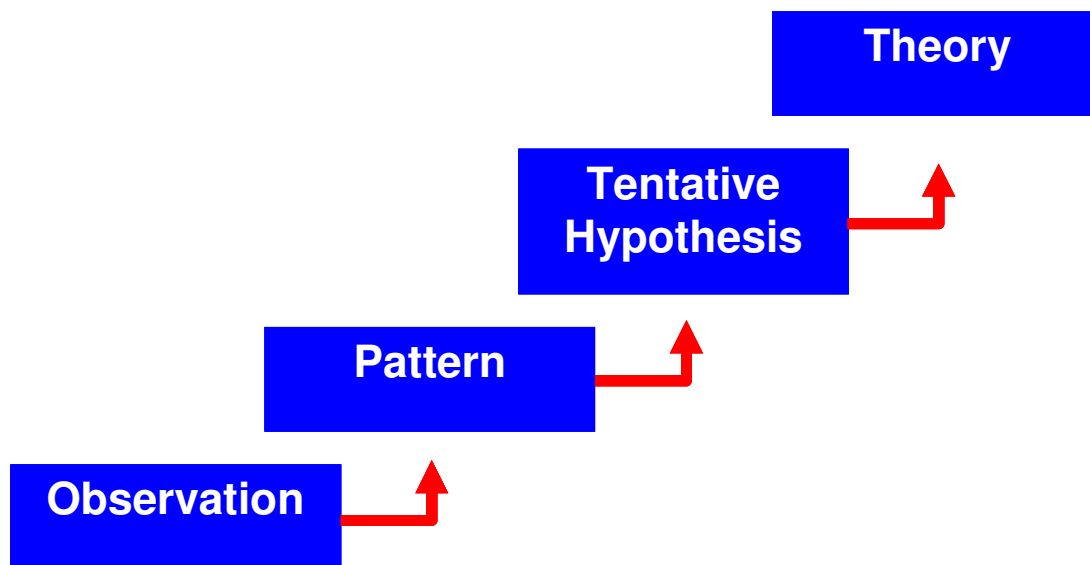 Theory
Tentative
Hypothesis
Pattern
Observation